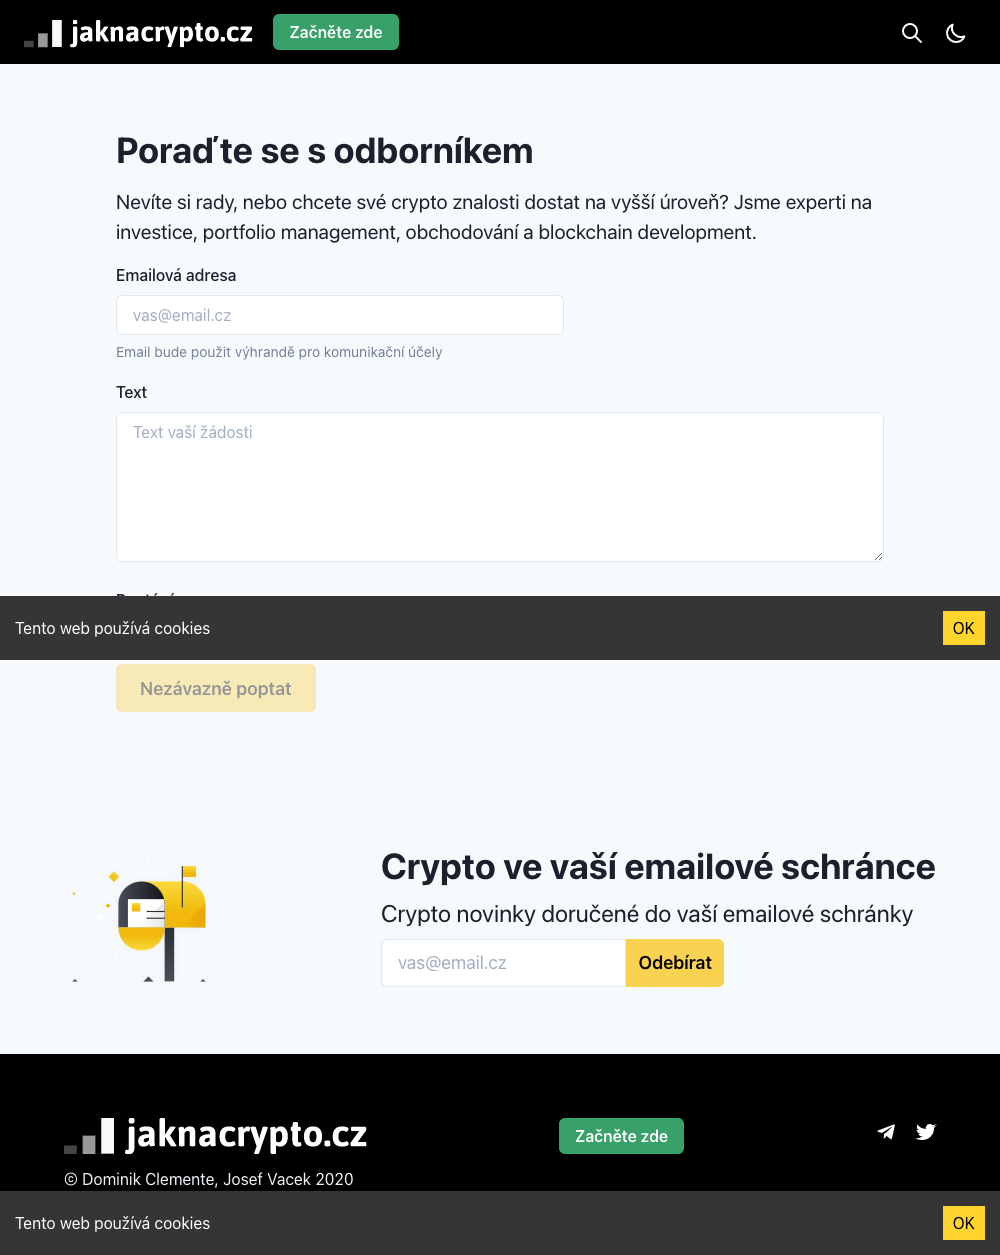 jaknacrypto.cz
Začněte zde
Poraďte se s odborníkem
Nevíte si rady, nebo chcete své crypto znalosti dostat na vyšší úroveň? Jsme experti na
investice, portfolio management, obchodování a blockchain development.
Emailová adresa
vas@email.cz
Email bude použit výhrandě pro komunikační účely
Text
Text vaší žádosti
Tento web používá cookies
OK
Nezávazně poptat
Crypto ve vaší emailové schránce
Crypto novinky doručené do vaší emailové schránky
vas@email.cz
Odebírat
jaknacrypto.cz
Začněte zde
© Dominik Clemente, Josef Vacek 2020
Tento web používá cookies
OK